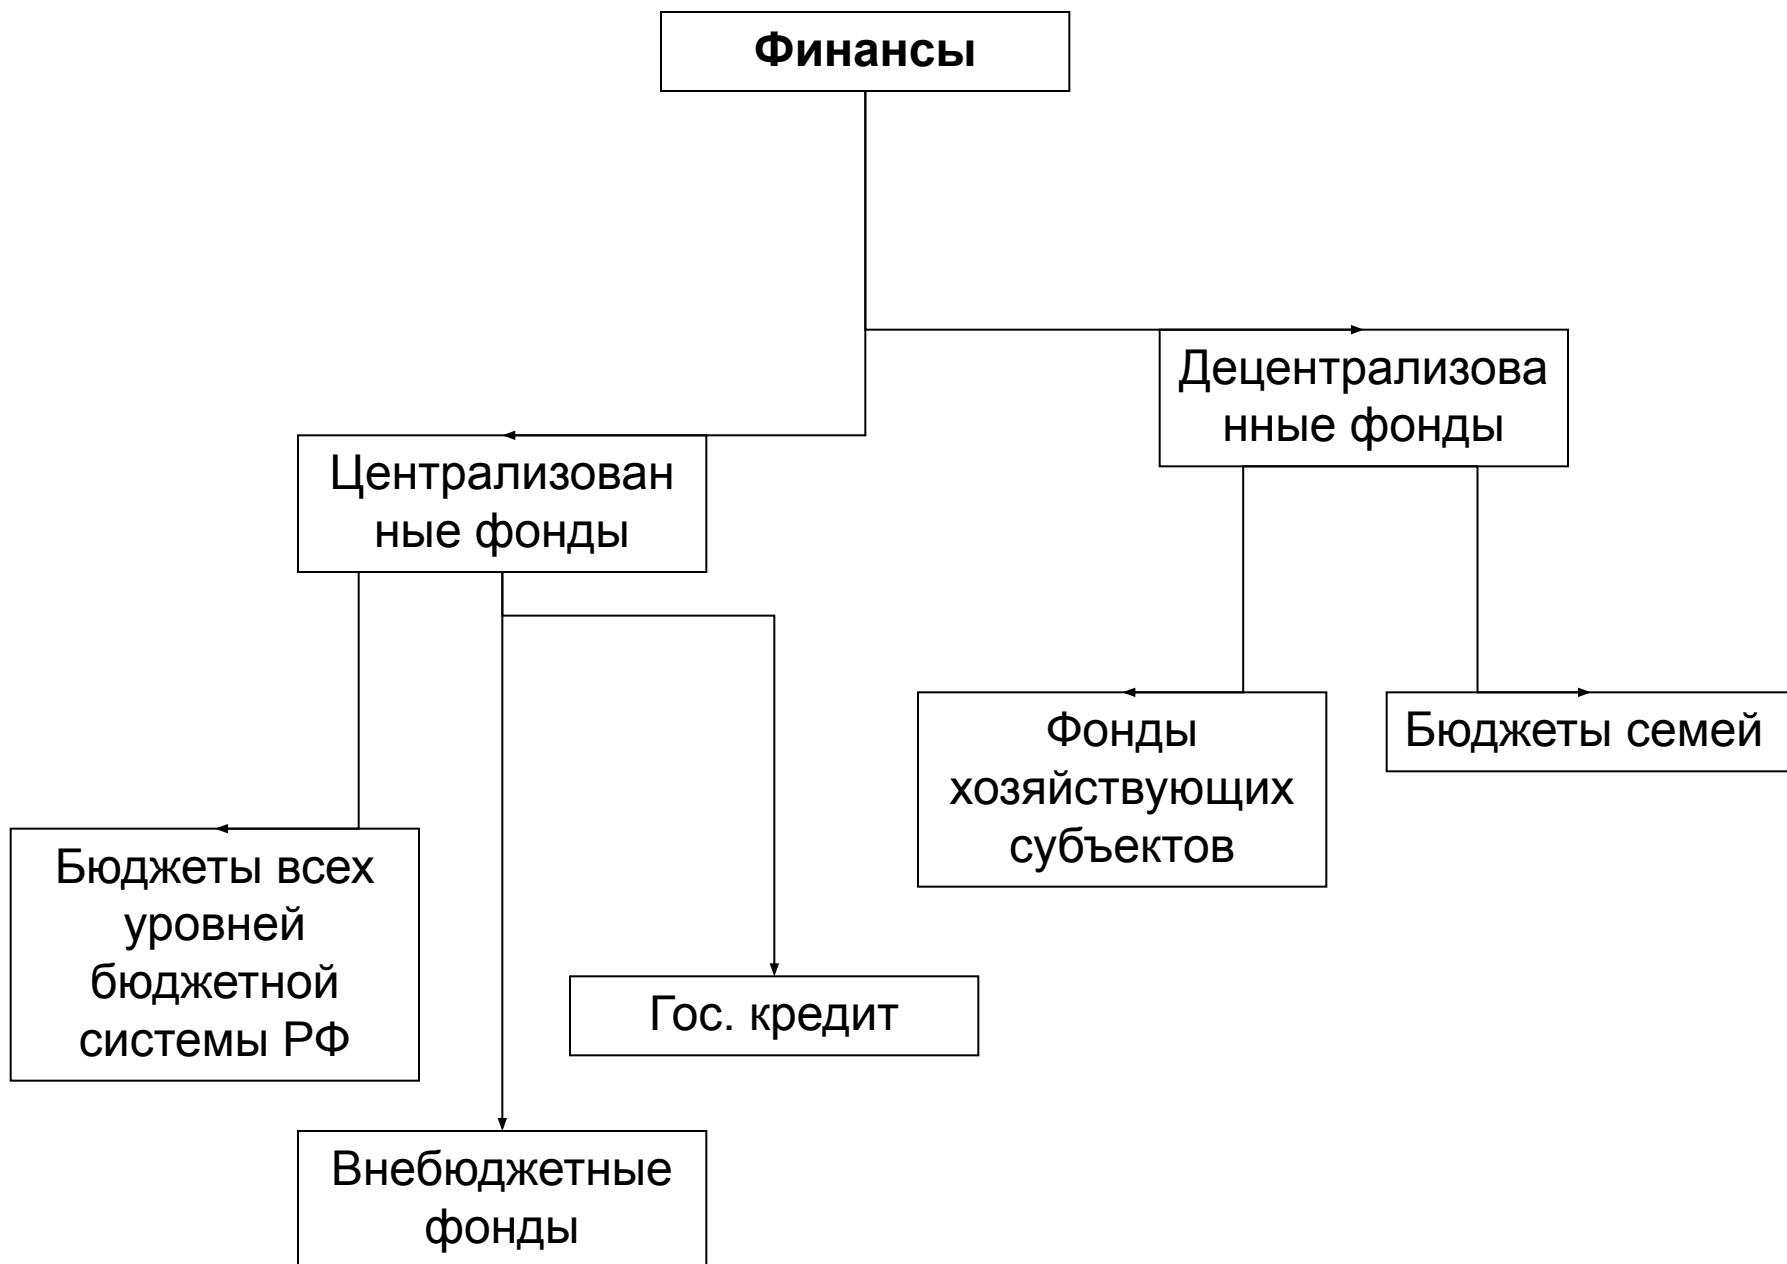 Финансы
Децентрализова
нные фонды
Централизован
ные фонды
Фонды
хозяйствующих
субъектов
Бюджеты семей
Бюджеты всех
уровней
бюджетной
системы РФ
Гос. кредит
Внебюджетные
фонды